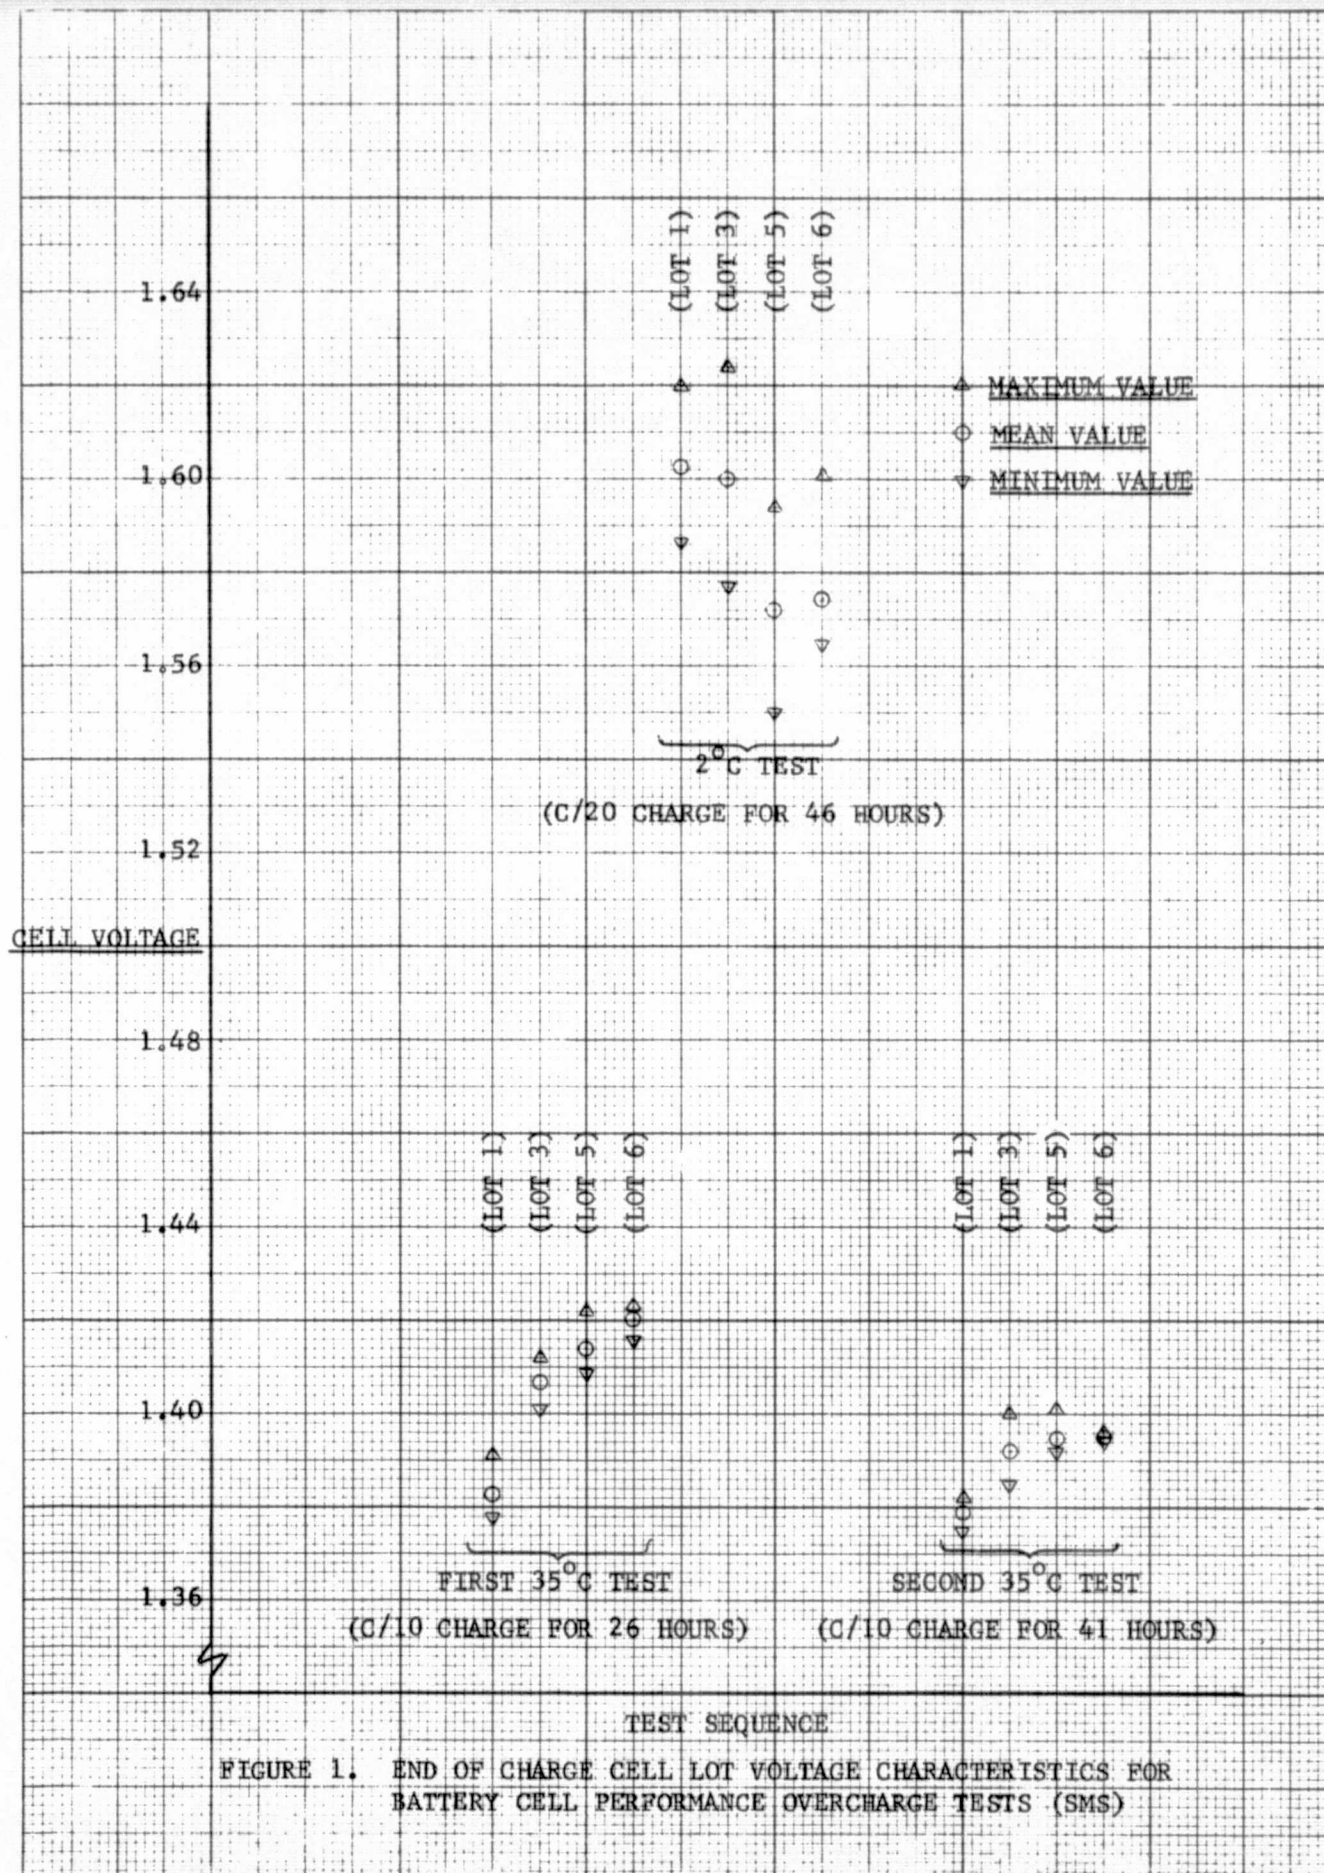 (LOT 1)
(LOT 3)
(LOT 5)
(LOT 6)
1.64
MAXIMUM VALUE
MEAN VALUE
1.60
MINIMUM VALUE
1.56
2°C TEST
(C/20 CHARGE FOR 46 HOURS)
1.52
CELL VOLTAGE
1.48
(LOT 1)
(LOT 3)
(LOT 5)
(LOT 6)
(LOT 1)
(LOT 3)
(LOT 5)
(LOT 6)
1.44
1.40
1.36
FIRST 35°C TEST
(C/10 CHARGE FOR 26 HOURS)
SECOND 35°C TEST
(C/10 CHARGE FOR 41 HOURS)
TEST SEQUENCE
FIGURE 1. END OF CHARGE CELL LOT VOLTAGE CHARACTERISTICS FOR
BATTERY CELL PERFORMANCE OVERCHARGE TESTS (SMS)